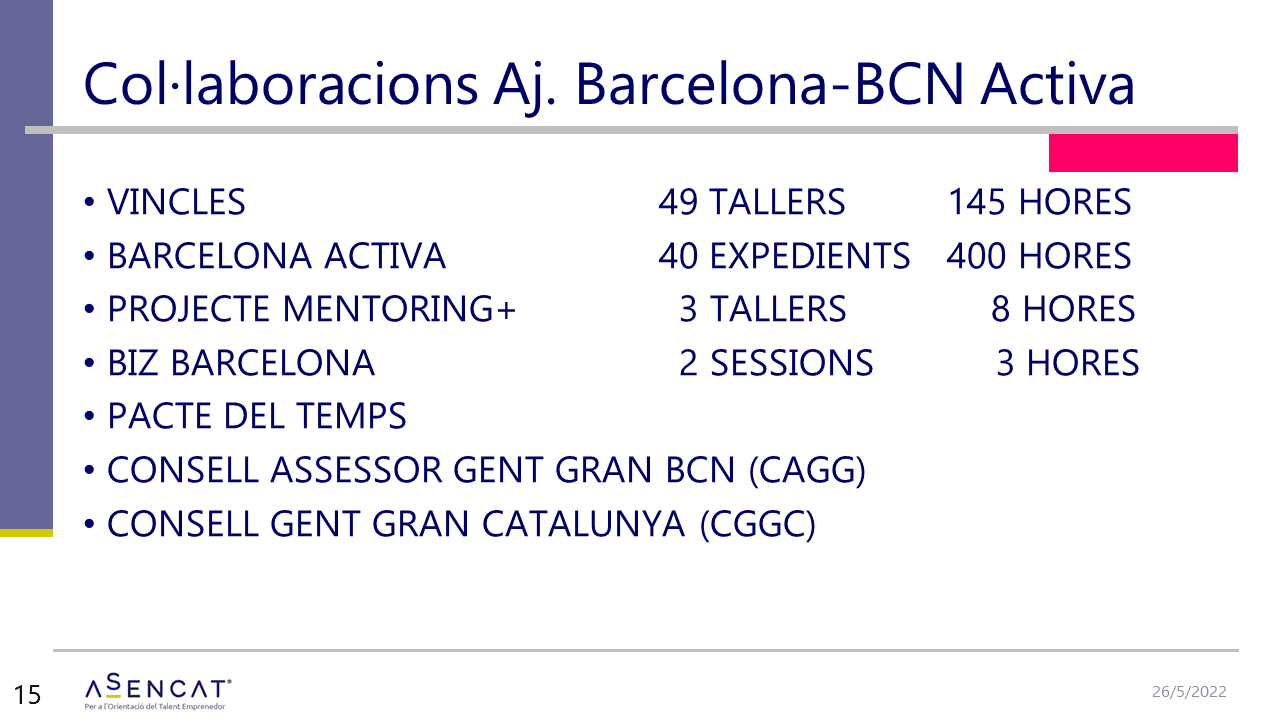 Col·laboracions Aj. Barcelona-BCN Activa
• VINCLES 49 TALLERS 145 HORES
• BARCELONA ACTIVA 40 EXPEDIENTS 400 HORES
• PROJECTE MENTORING+ 3 TALLERS 8 HORES
• BIZ BARCELONA 2 SESSIONS 3 HORES
• PACTE DEL TEMPS
• CONSELL ASSESSOR GENT GRAN BCN (CAGG)
• CONSELL GENT GRAN CATALUNYA (CGGC)
15
ASENCAT®
Per a l'Orientació del Talent Emprenedor
26/5/2022